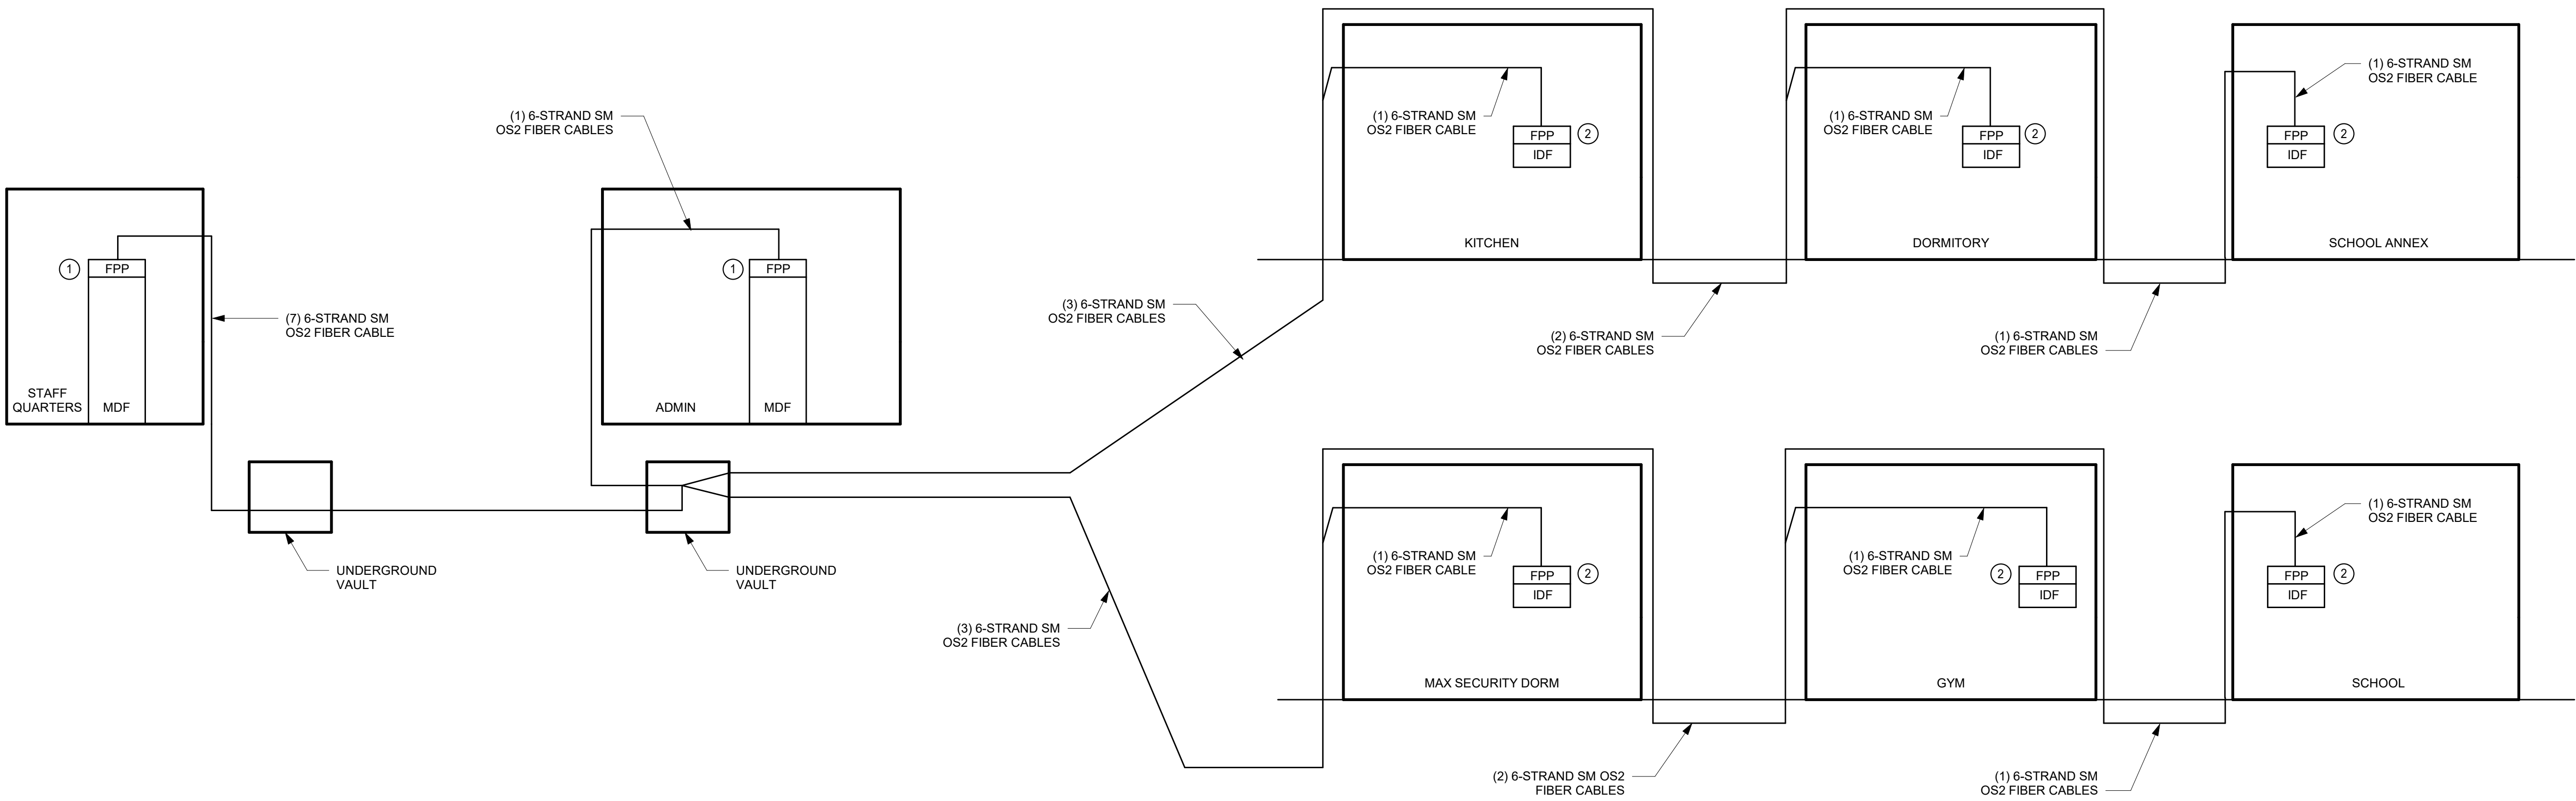 (1) 6-STRAND SM
OS2 FIBER CABLES
1
FPP
(7) 6-STRAND SM
OS2 FIBER CABLE
STAFF
QUARTERS
MDF
1
FPP
ADMIN
MDF
UNDERGROUND
VAULT
UNDERGROUND
VAULT
(3) 6-STRAND SM
OS2 FIBER CABLES
(3) 6-STRAND SM
OS2 FIBER CABLES
(1) 6-STRAND SM
OS2 FIBER CABLE
FPP
2
IDF
KITCHEN
(2) 6-STRAND SM
OS2 FIBER CABLES
(1) 6-STRAND SM
OS2 FIBER CABLE
FPP
2
IDF
DORMITORY
(1) 6-STRAND SM
OS2 FIBER CABLES
(1) 6-STRAND SM
OS2 FIBER CABLE
FPP
2
IDF
SCHOOL ANNEX
(1) 6-STRAND SM
OS2 FIBER CABLE
FPP
2
IDF
MAX SECURITY DORM
(2) 6-STRAND SM OS2
FIBER CABLES
(1) 6-STRAND SM
OS2 FIBER CABLE
2
FPP
IDF
GYM
(1) 6-STRAND SM
OS2 FIBER CABLES
(1) 6-STRAND SM
OS2 FIBER CABLE
FPP
2
IDF
SCHOOL